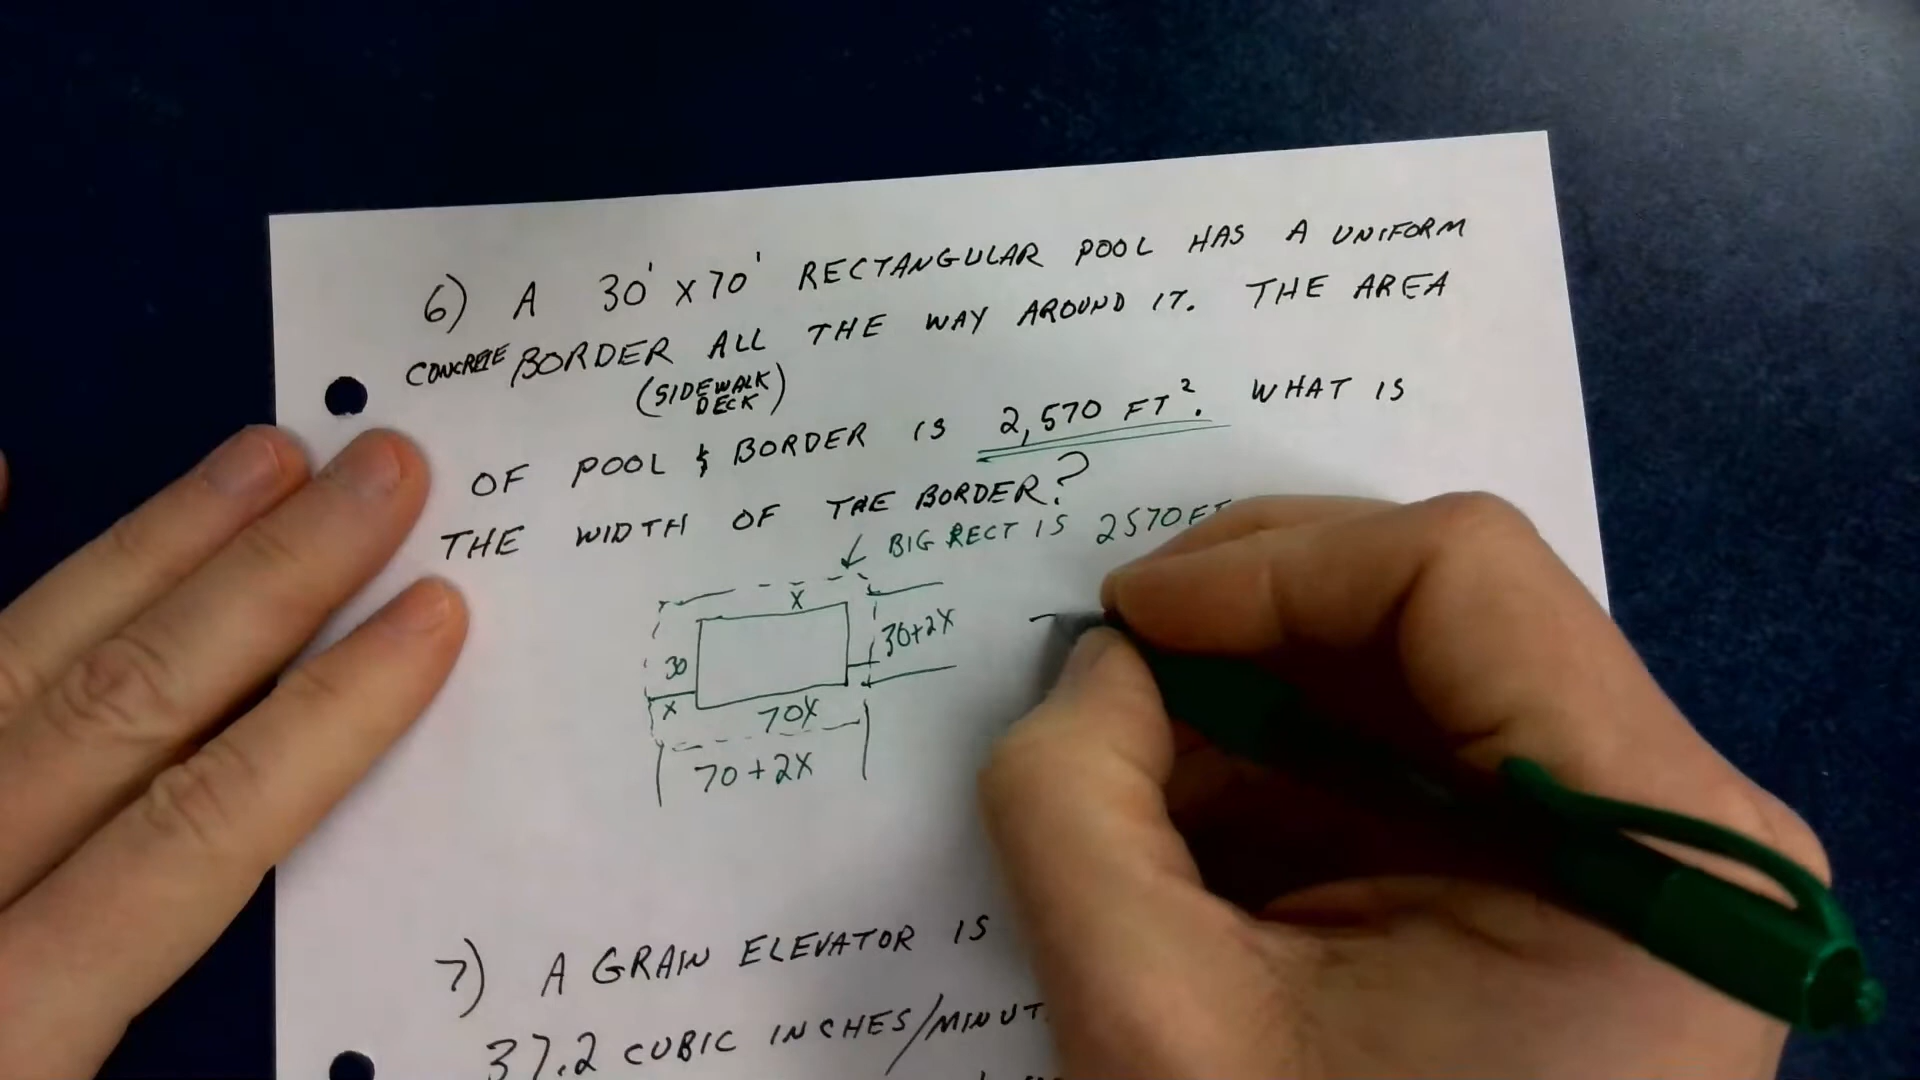 6) A 30' x 70' RECTANGULAR POOL HAS A UNIFORM
CONCRETE BORDER ALL THE WAY AROUND IT. THE AREA
(SIDEWALK
DECK)
OF POOL & BORDER IS 2,570 FT². WHAT IS
THE WIDTH OF THE BORDER?
BIG RECT IS 2570 FT
X
30
30+2X
X
70X
70+2X
7) A GRAIN ELEVATOR IS
37.2 CUBIC INCHES/MINUT